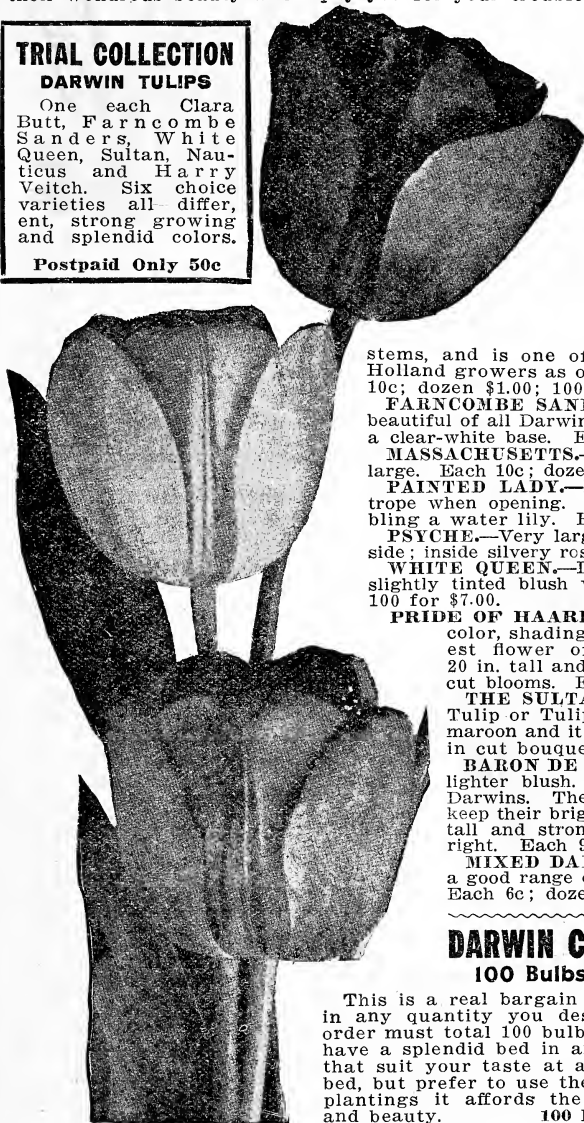 TRIAL COLLECTION
DARWIN TULIPS
One each Clara
Butt, Farncombe
Sanders, White
Queen, Sultan, Nau-
ticus and Harry
Veitch. Six choice
varieties all differ,
ent, strong growing
and splendid colors.
Postpaid Only 50c
stems, and is one of
Holland growers as o
10c; dozen $1.00; 100
FARNCOMBE SAN
beautiful of all Darwin
a clear-white base. E
MASSACHUSETTS.—
large. Each 10c; doze
PAINTED LADY.—
trope when opening.
bling a water lily. E
PSYCHE.—Very larg
side; inside silvery ros
WHITE QUEEN.—I
slightly tinted blush
100 for $7.00.
PRIDE OF HAAR
color, shading
est flower o
20 in. tall and
cut blooms. E
THE SULTA
Tulip or Tulip
maroon and it
in cut bouque
BARON DE
lighter blush.
Darwins. The
keep their brig
tall and stron
right. Each 9
MIXED DA
a good range
Each 6c; doze
DARWIN C
100 Bulbs
This is a real bargain
in any quantity you des
order must total 100 bulb
have a splendid bed in a
that suit your taste at a
bed, but prefer to use the
plantings it affords the
and beauty. 100